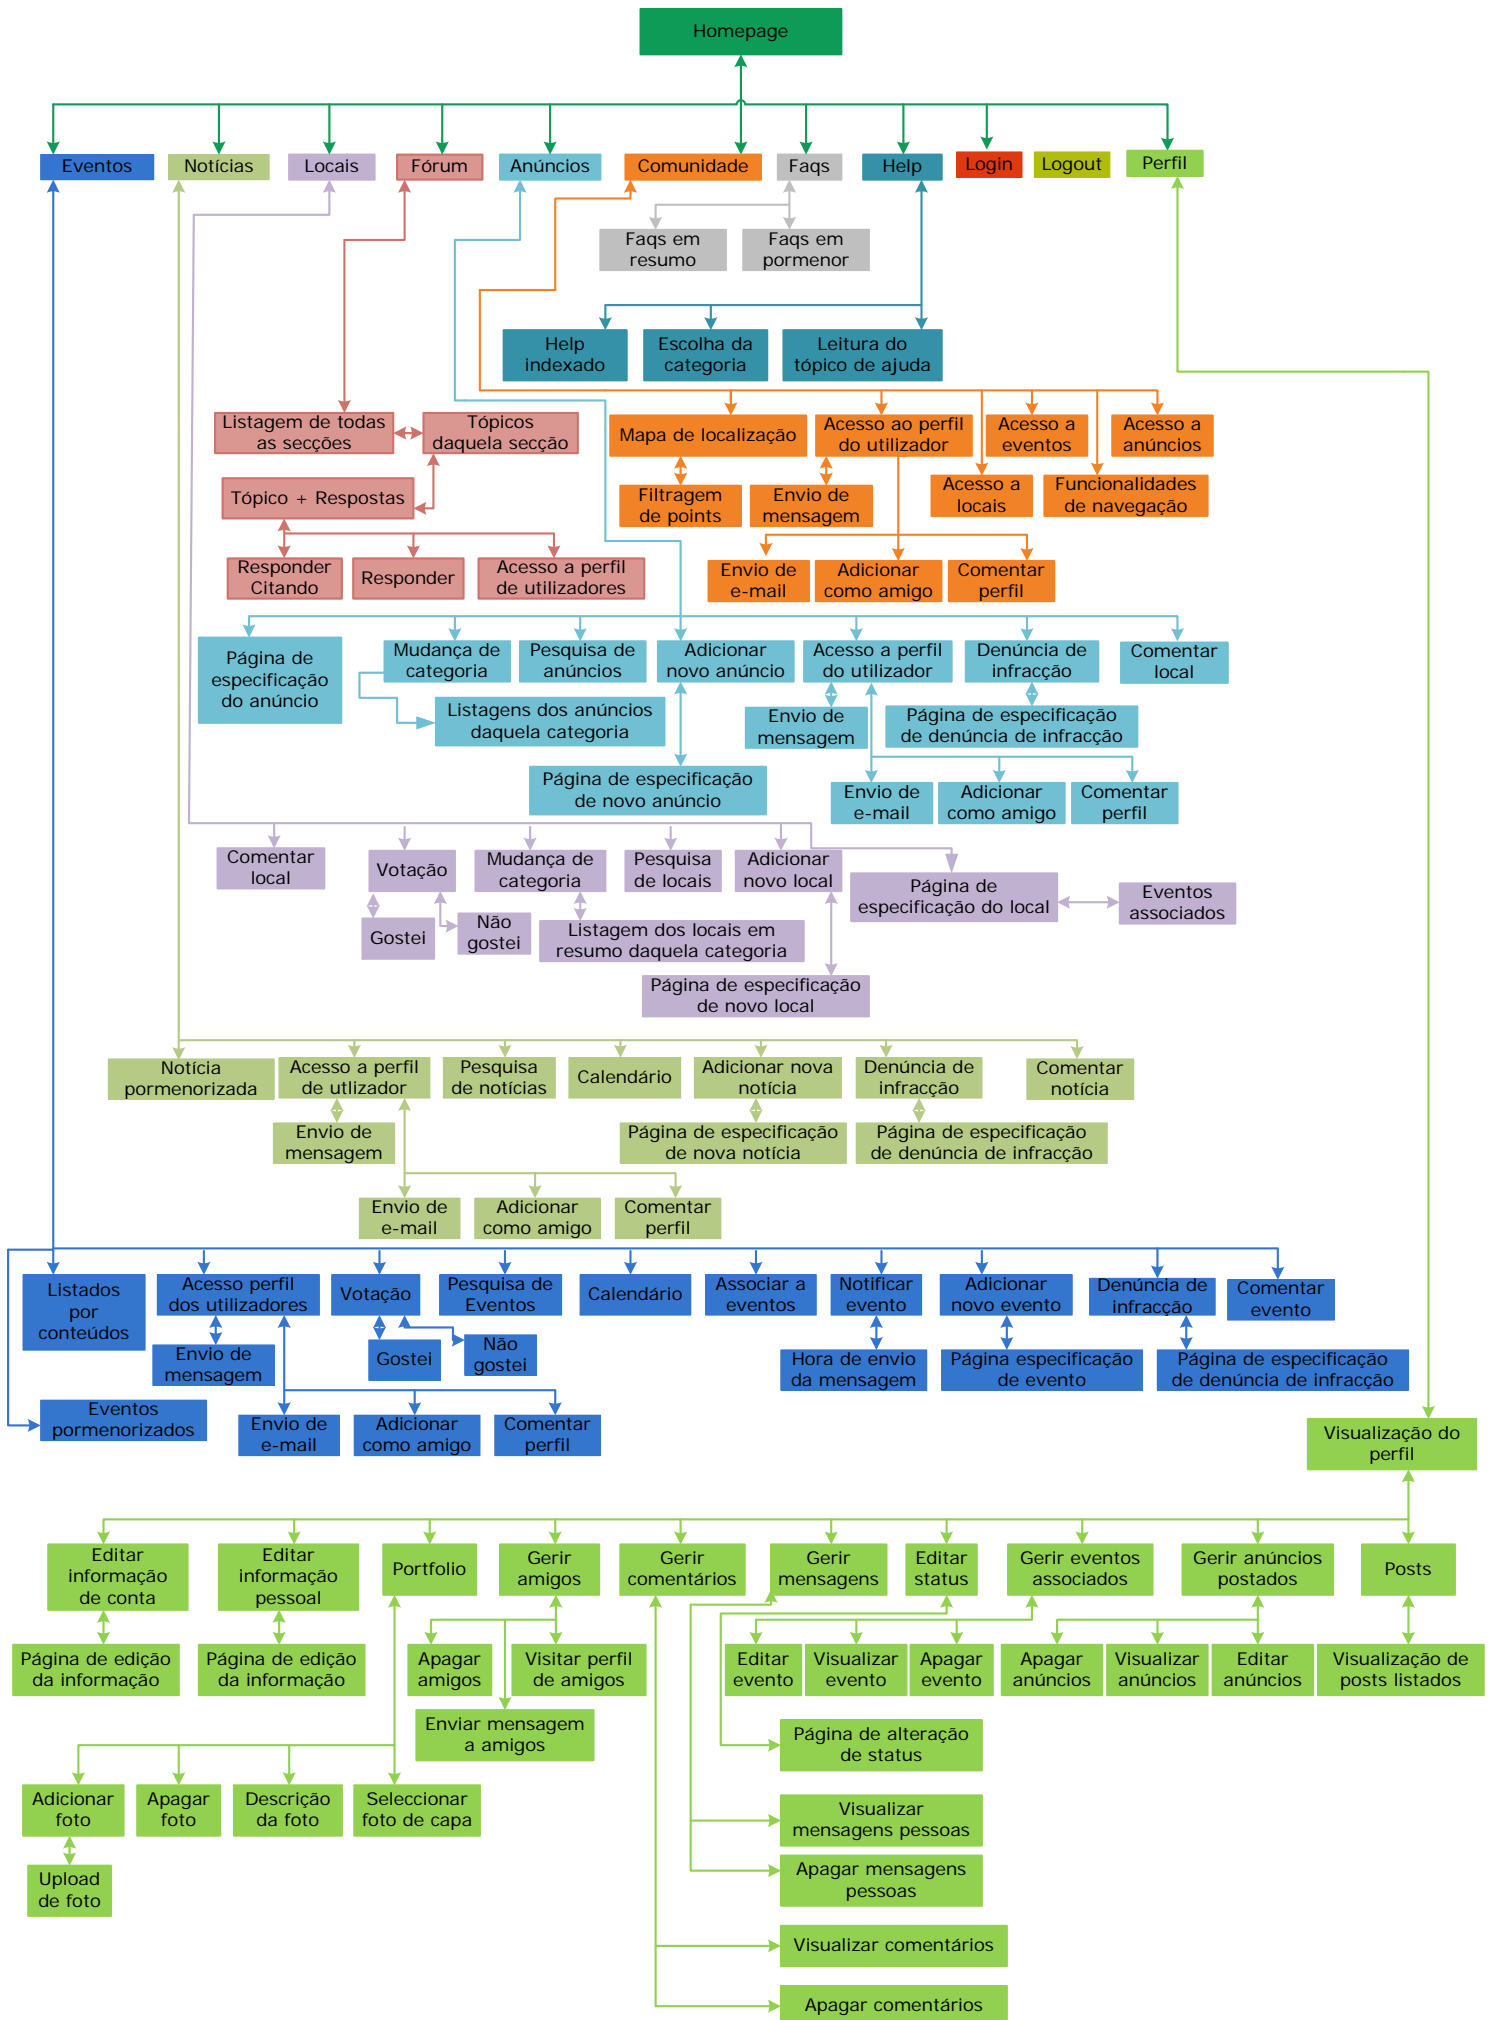 Homepage
Eventos
Notícias
Locais
Fórum
Anúncios
Comunidade
Faqs
Help
Login
Logout
Perfil
Faqs em
resumo
Faqs em
pormenor
Help
indexado
Escolha da
categoria
Leitura do
tópico de ajuda
Listagem de todas
as secções
Tópicos
daquela secção
Mapa de localização
Acesso ao perfil
do utilizador
Acesso a
eventos
Acesso a
anúncios
Tópico + Respostas
Filtragem
de points
Envio de
mensagem
Acesso a
locais
Funcionalidades
de navegação
Responder
Citando
Responder
Acesso a perfil
de utilizadores
Envio de
e-mail
Adicionar
como amigo
Comentar
perfil
Página de
especificação
do anúncio
Mudança de
categoria
Pesquisa de
anúncios
Adicionar
novo anúncio
Acesso a perfil
do utilizador
Denúncia de
infracção
Comentar
local
Listagens dos anúncios
daquela categoria
Envio de
mensagem
Página de especificação
de denúncia de infracção
Página de especificação
de novo anúncio
Envio de
e-mail
Adicionar
como amigo
Comentar
perfil
Comentar
local
Votação
Mudança de
categoria
Pesquisa
de locais
Adicionar
novo local
Página de
especificação do local
Eventos
associados
Gostei
Não
gostei
Listagem dos locais em
resumo daquela categoria
Página de especificação
de novo local
Notícia
pormenorizada
Acesso a perfil
de utlizador
Pesquisa
de notícias
Calendário
Adicionar nova
notícia
Denúncia de
infracção
Comentar
notícia
Envio de
mensagem
Página de especificação
de nova notícia
Página de especificação
de denúncia de infracção
Envio de
e-mail
Adicionar
como amigo
Comentar
perfil
Listados
por
conteúdos
Acesso perfil
dos utilizadores
Votação
Pesquisa de
Eventos
Calendário
Associar a
eventos
Notificar
evento
Adicionar
novo evento
Denúncia de
infracção
Comentar
evento
Envio de
mensagem
Gostei
Não
gostei
Hora de envio
da mensagem
Página especificação
de evento
Página de especificação
de denúncia de infracção
Eventos
pormenorizados
Envio de
e-mail
Adicionar
como amigo
Comentar
perfil
Visualização do
perfil
Editar
informação
de conta
Editar
informação
pessoal
Portfolio
Gerir
amigos
Gerir
comentários
Gerir
mensagens
Editar
status
Gerir eventos
associados
Gerir anúncios
postados
Posts
Página de edição
da informação
Página de edição
da informação
Apagar
amigos
Visitar perfil
de amigos
Editar
evento
Visualizar
evento
Apagar
evento
Apagar
anúncios
Visualizar
anúncios
Editar
anúncios
Visualização de
posts listados
Enviar mensagem
a amigos
Página de alteração
de status
Adicionar
foto
Apagar
foto
Descrição
da foto
Seleccionar
foto de capa
Visualizar
mensagens pessoas
Upload
de foto
Apagar mensagens
pessoas
Visualizar comentários
Apagar comentários